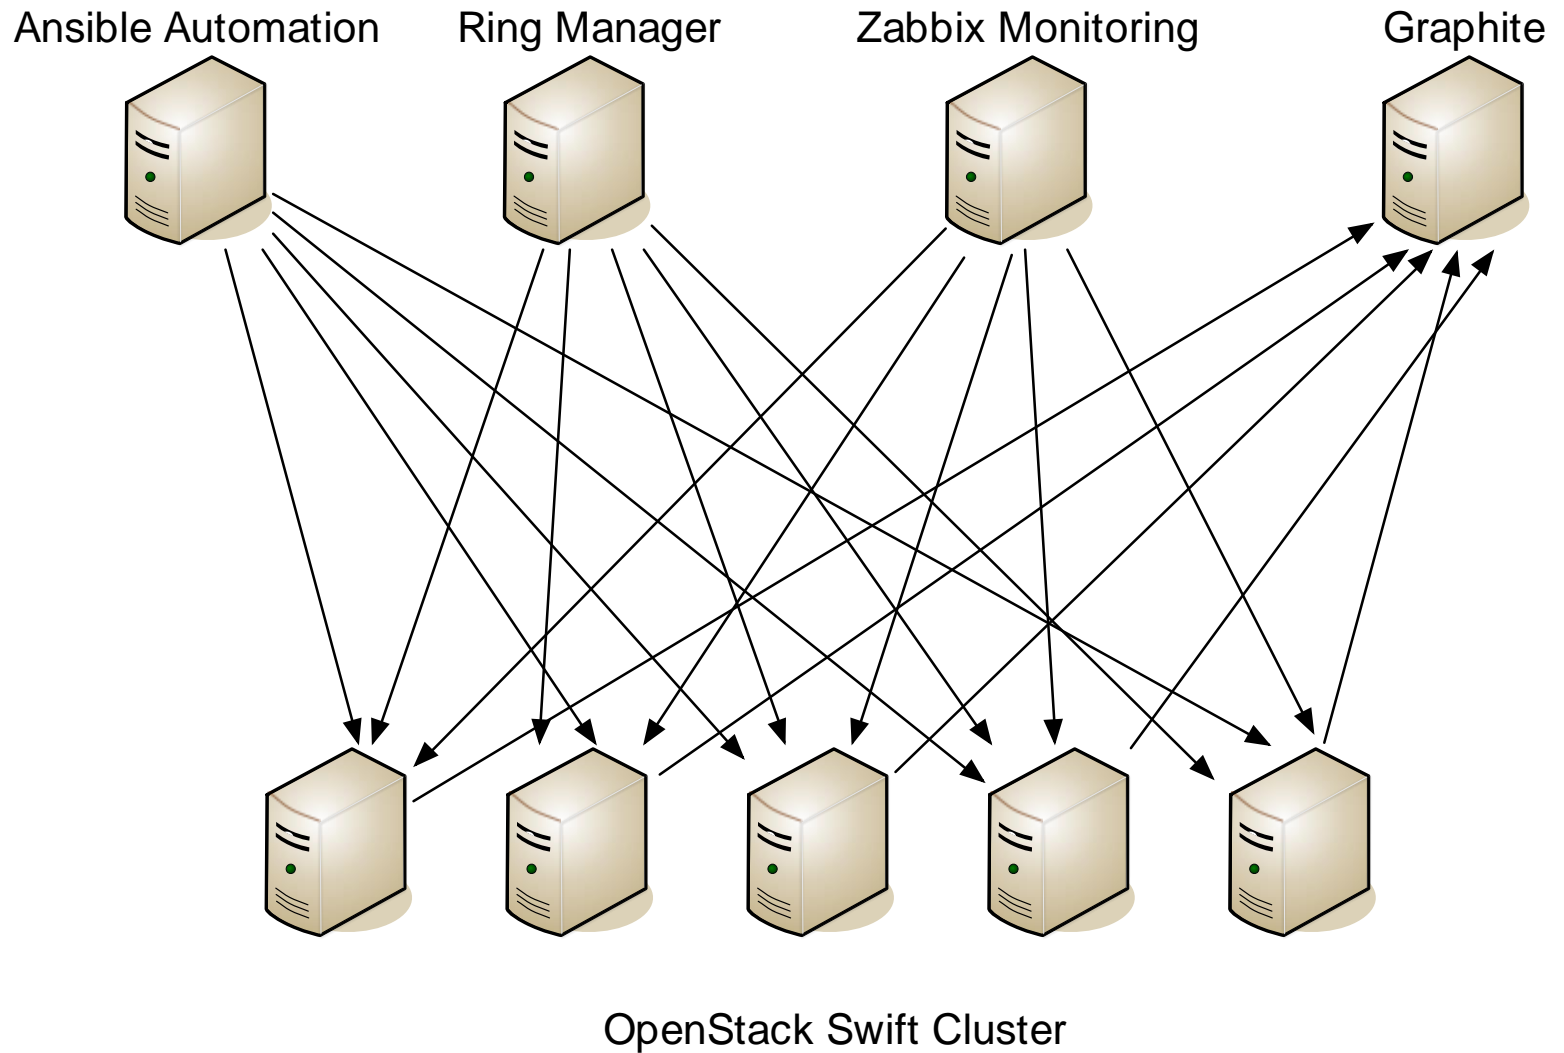 Ansible Automation
Ring Manager
Zabbix Monitoring
Graphite
OpenStack Swift Cluster